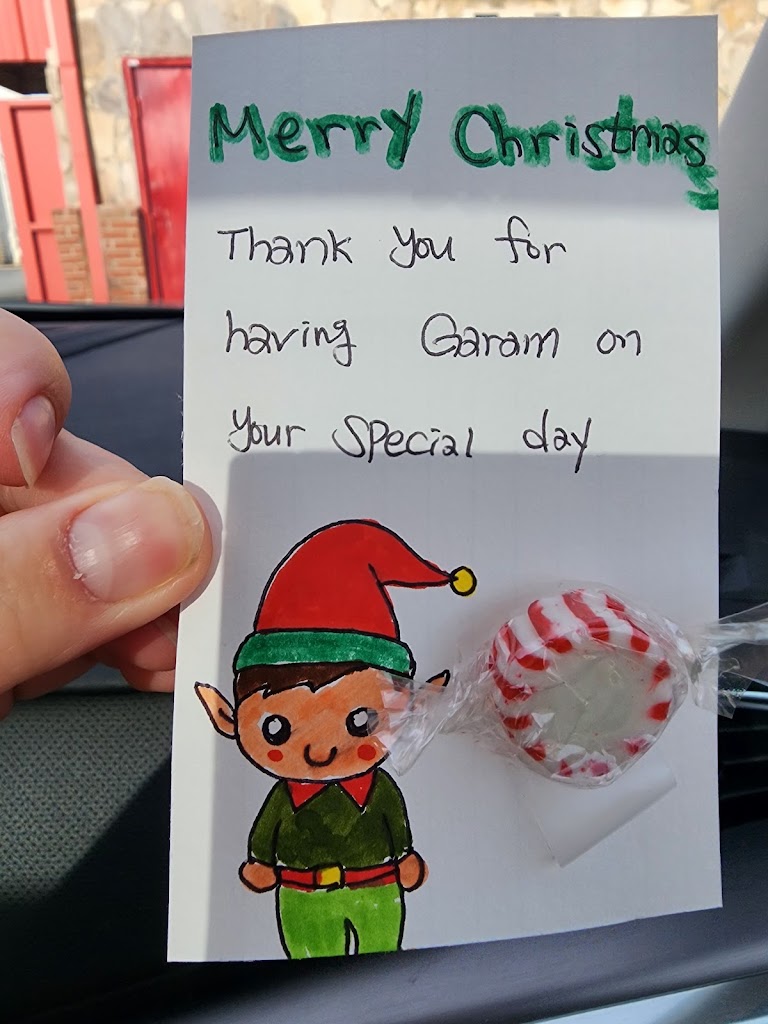 Merry Christmas
Thank you for
having Garam on
your special day